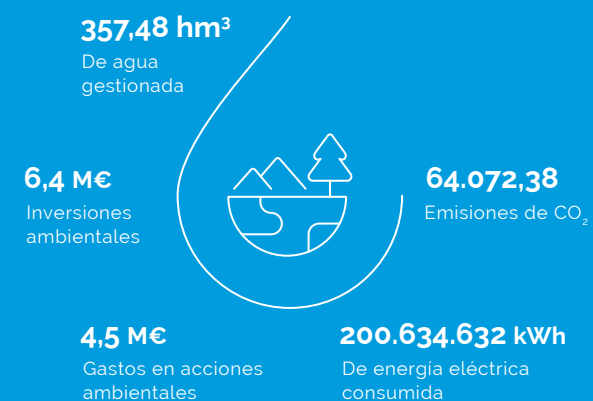 357,48 hm³
De agua
gestionada
6,4 M€
Inversiones
ambientales
64.072,38
Emisiones de CO₂
4,5 M€
Gastos en acciones
ambientales
200.634.632 kWh
De energía eléctrica
consumida